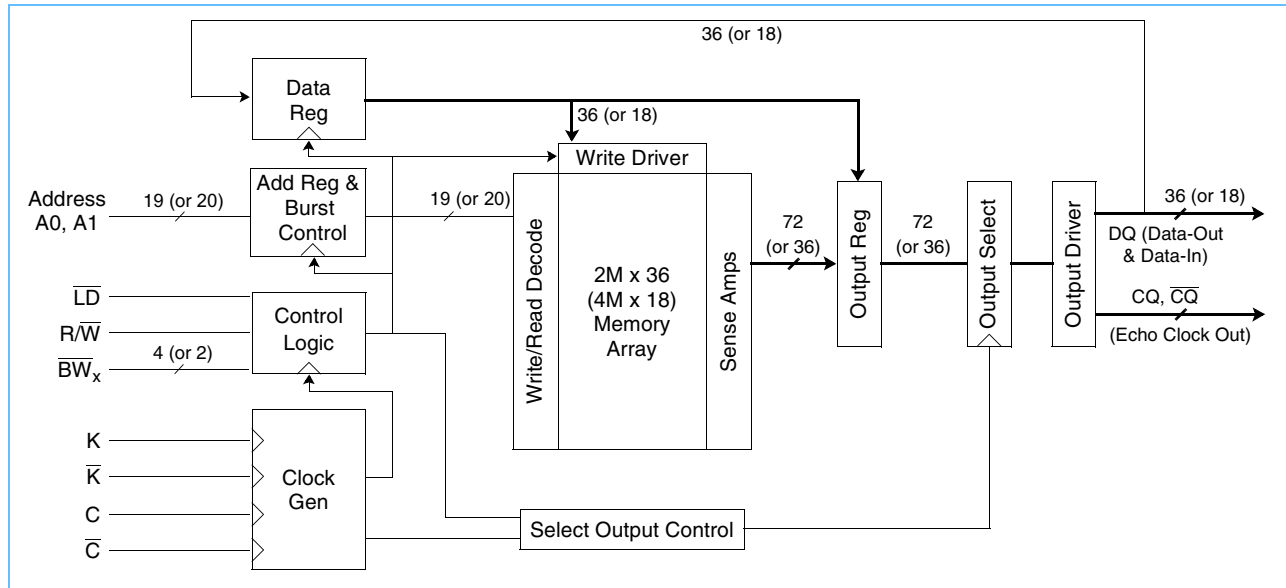 36 (or 18)
Data
Reg
36 (or 18)
Write Driver
Address
A0, A1
19 (or 20)
Add Reg &
Burst
Control
19 (or 20)
Write/Read Decode
2M x 36
(4M x 18)
Memory
Array
Sense Amps
72
(or 36)
Output Reg
72
(or 36)
Output Select
Output Driver
36 (or 18)
DQ (Data-Out
& Data-In)
CQ, C̅Q̅
(Echo Clock Out)
L̅D̅
R/W̅
B̅W̅ₓ
4 (or 2)
Control
Logic
K
K̅
C
C̅
Clock
Gen
Select Output Control